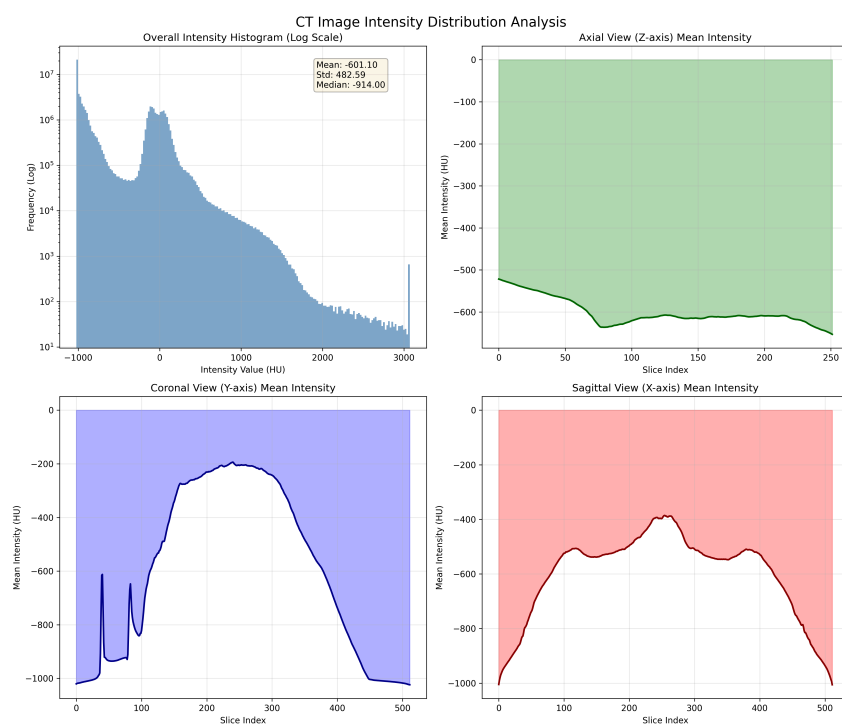 CT Image Intensity Distribution Analysis
Overall Intensity Histogram (Log Scale)
Mean: -601.10
Std: 482.59
Median: -914.00
Frequency (Log)
10⁷
10⁶
10⁵
10⁴
10³
10²
10¹
−1000 0 1000 2000 3000
Intensity Value (HU)
Axial View (Z-axis) Mean Intensity
Mean Intensity (HU)
0
−100
−200
−300
−400
−500
−600
0 50 100 150 200 250
Slice Index
Coronal View (Y-axis) Mean Intensity
Mean Intensity (HU)
0
−200
−400
−600
−800
−1000
0 100 200 300 400 500
Slice Index
Sagittal View (X-axis) Mean Intensity
Mean Intensity (HU)
0
−200
−400
−600
−800
−1000
0 100 200 300 400 500
Slice Index